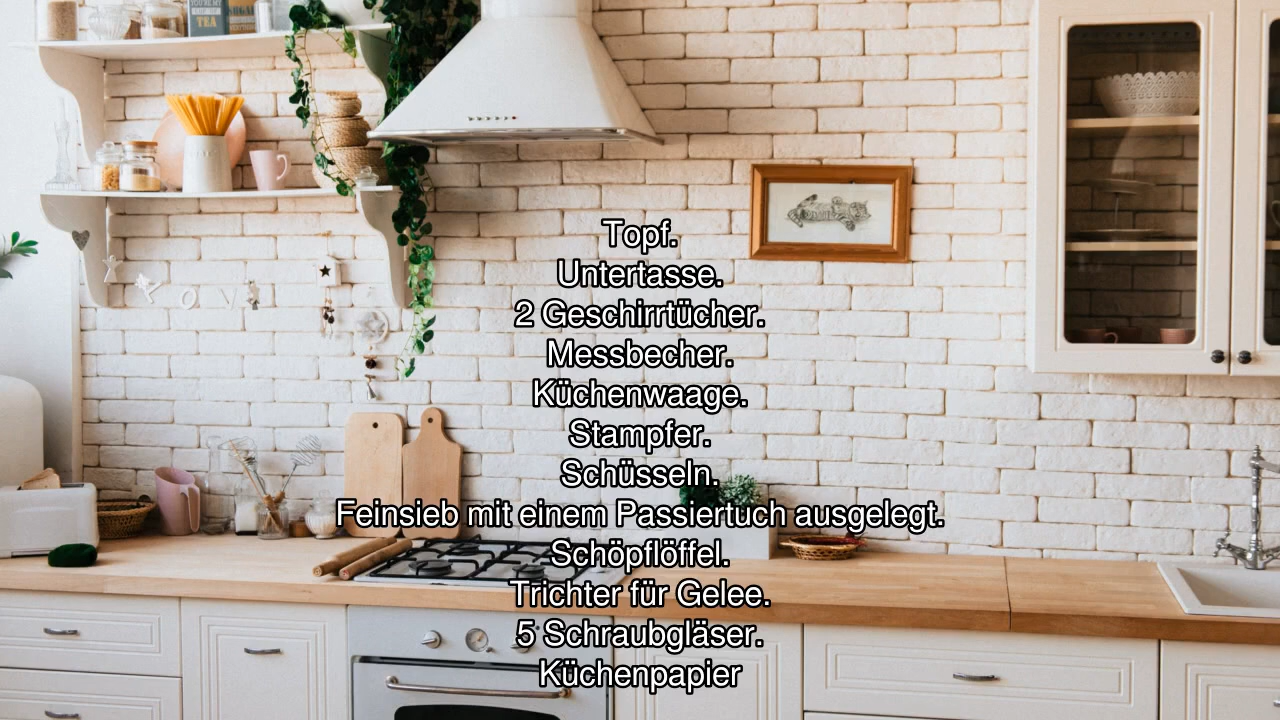 TEA
Topf.
Untertasse.
2 Geschirrtücher.
Messbecher.
Küchenwaage.
Stampfer.
Schüsseln.
Feinsieb mit einem Passiertuch ausgelegt.
Schöpflöffel.
Trichter für Gelee.
5 Schraubgläser.
Küchenpapier